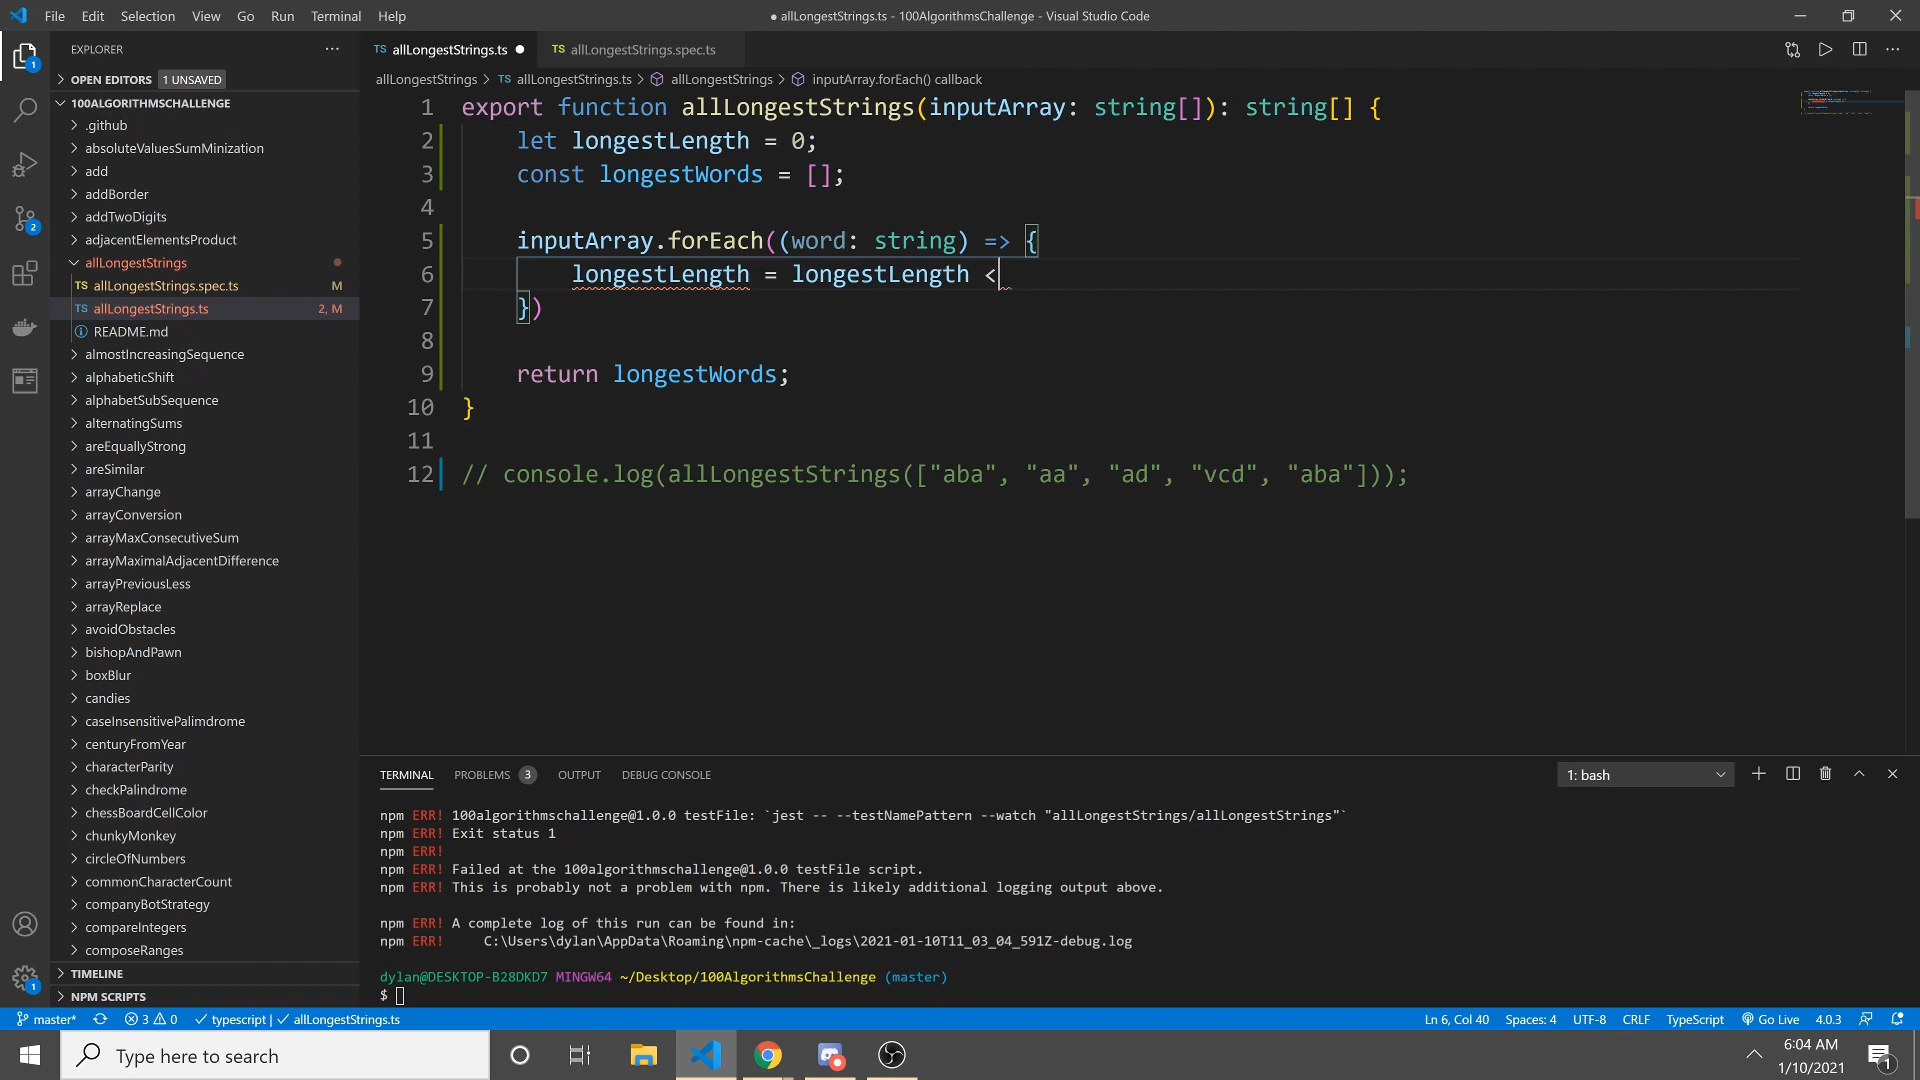 File Edit Selection View Go Run Terminal Help
● allLongestStrings.ts - 100AlgorithmsChallenge - Visual Studio Code
EXPLORER
OPEN EDITORS 1 UNSAVED
100ALGORITHMSCHALLENGE
.github
absoluteValuesSumMinization
add
addBorder
addTwoDigits
adjacentElementsProduct
allLongestStrings
TS allLongestStrings.spec.ts M
TS allLongestStrings.ts 2, M
README.md
almostIncreasingSequence
alphabeticShift
alphabetSubSequence
alternatingSums
areEquallyStrong
areSimilar
arrayChange
arrayConversion
arrayMaxConsecutiveSum
arrayMaximalAdjacentDifference
arrayPreviousLess
arrayReplace
avoidObstacles
bishopAndPawn
boxBlur
candies
caseInsensitivePalimdrome
centuryFromYear
characterParity
checkPalindrome
chessBoardCellColor
chunkyMonkey
circleOfNumbers
commonCharacterCount
companyBotStrategy
compareIntegers
composeRanges
TIMELINE
NPM SCRIPTS
1
2
1
TS allLongestStrings.ts ● TS allLongestStrings.spec.ts
allLongestStrings > TS allLongestStrings.ts > allLongestStrings > inputArray.forEach() callback
1 export function allLongestStrings(inputArray: string[]): string[] {
2 let longestLength = 0;
3 const longestWords = [];
4
5 inputArray.forEach((word: string) => {
6 longestLength = longestLength <
7 })
8
9 return longestWords;
10 }
11
12 // console.log(allLongestStrings(["aba", "aa", "ad", "vcd", "aba"]));
TERMINAL PROBLEMS 3 OUTPUT DEBUG CONSOLE 1: bash
npm ERR! 100algorithmschallenge@1.0.0 testFile: `jest -- --testNamePattern --watch "allLongestStrings/allLongestStrings"`
npm ERR! Exit status 1
npm ERR!
npm ERR! Failed at the 100algorithmschallenge@1.0.0 testFile script.
npm ERR! This is probably not a problem with npm. There is likely additional logging output above.
npm ERR! A complete log of this run can be found in:
npm ERR! C:\Users\dylan\AppData\Roaming\npm-cache\_logs\2021-01-10T11_03_04_591Z-debug.log
dylan@DESKTOP-B28DKD7 MINGW64 ~/Desktop/100AlgorithmsChallenge (master)
$
master* 3 0 typescript | allLongestStrings.ts Ln 6, Col 40 Spaces: 4 UTF-8 CRLF TypeScript Go Live 4.0.3
Type here to search
6:04 AM
1/10/2021
1